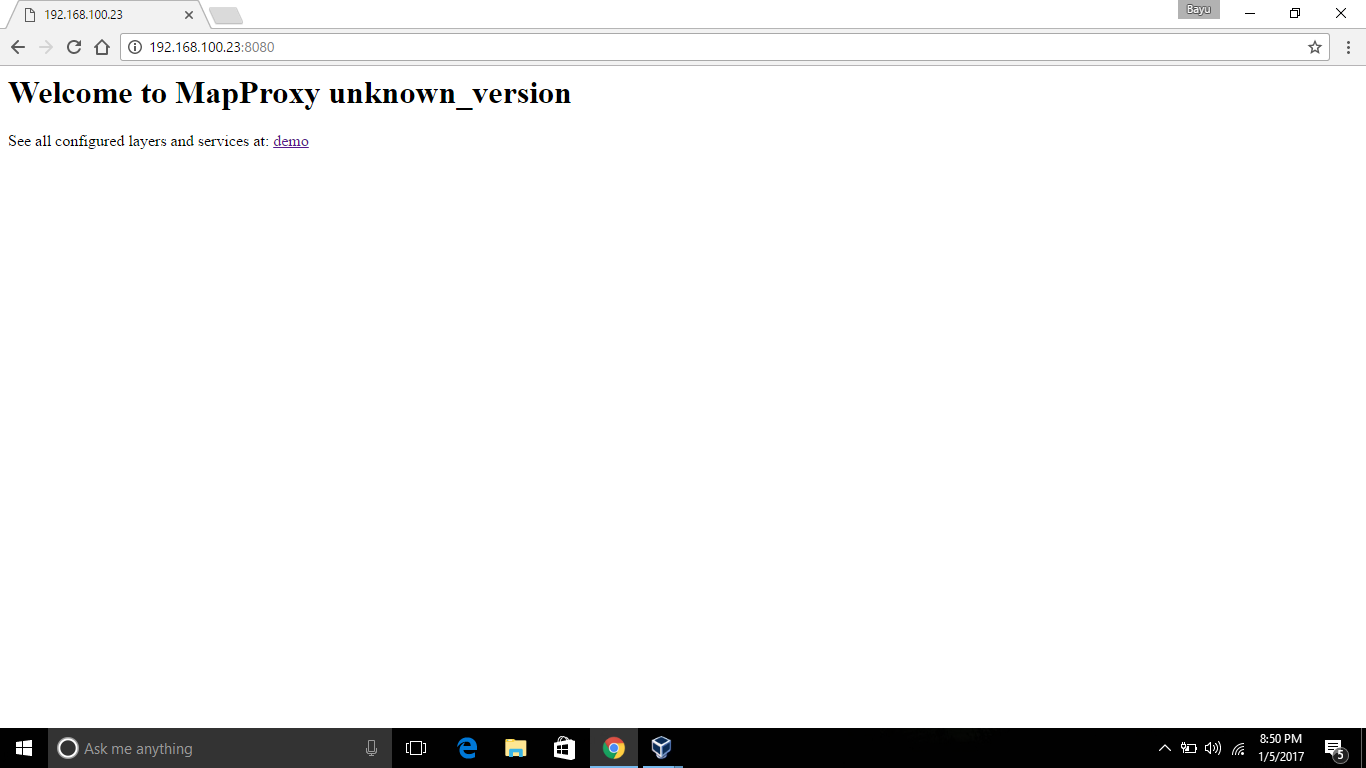 192.168.100.23
Bayu
192.168.100.23:8080
Welcome to MapProxy unknown_version
See all configured layers and services at: demo
Ask me anything
8:50 PM
1/5/2017
5